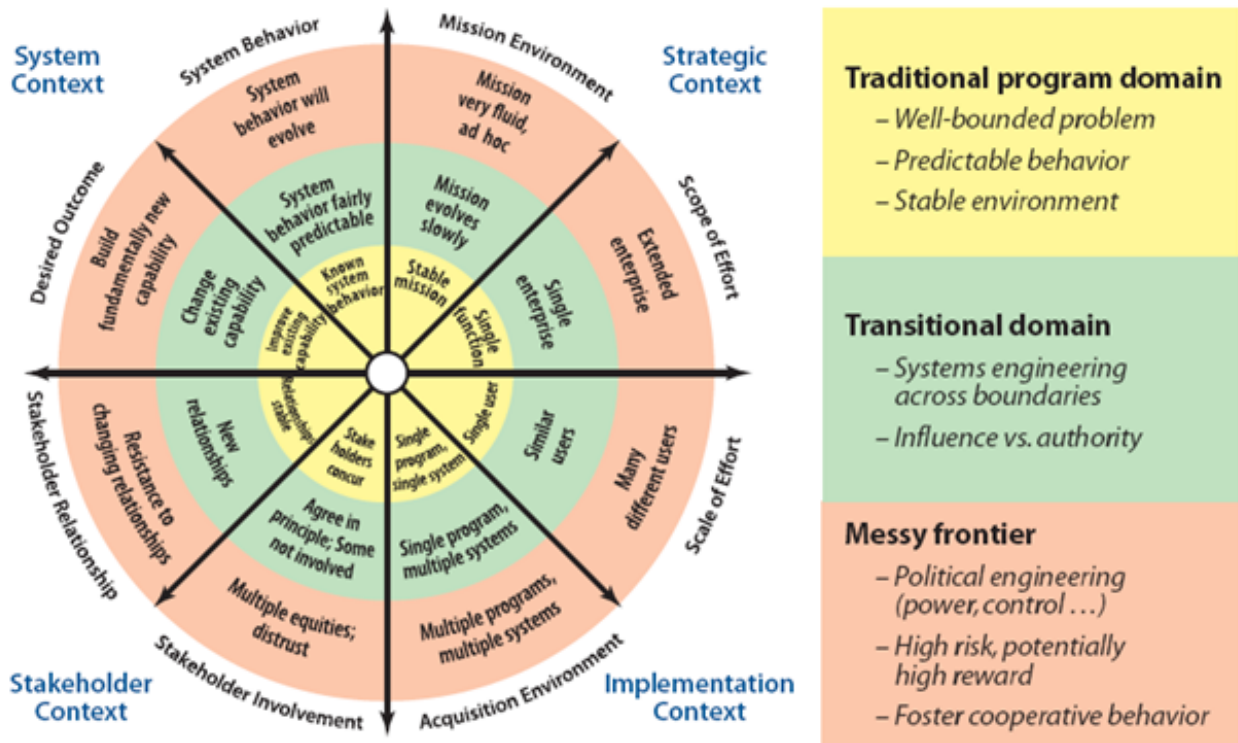 System
Context
System Behavior
Mission Environment
Strategic
Context
System
behavior will
evolve
Mission
very fluid,
ad hoc
Desired Outcome
Build
fundamentally new
capability
System
behavior fairly
predictable
Mission
evolves
slowly
Scope of Effort
Extended
enterprise
Change
existing
capability
Known
system
behavior
Stable
mission
Single
enterprise
Improve
existing
capability
Single
function
Stakeholder Relationship
Resistance to
changing relationships
New
relationships
Relationships
stable
Stake
holders
concur
Single
program,
single system
Single user
Similar
users
Many
different users
Scale of Effort
Agree in
principle; Some
not involved
Single program,
multiple systems
Multiple equities;
distrust
Multiple programs,
multiple systems
Stakeholder
Context
Stakeholder Involvement
Acquisition Environment
Implementation
Context
Traditional program domain
– Well-bounded problem
– Predictable behavior
– Stable environment
Transitional domain
– Systems engineering
across boundaries
– Influence vs. authority
Messy frontier
– Political engineering
(power, control …)
– High risk, potentially
high reward
– Foster cooperative behavior